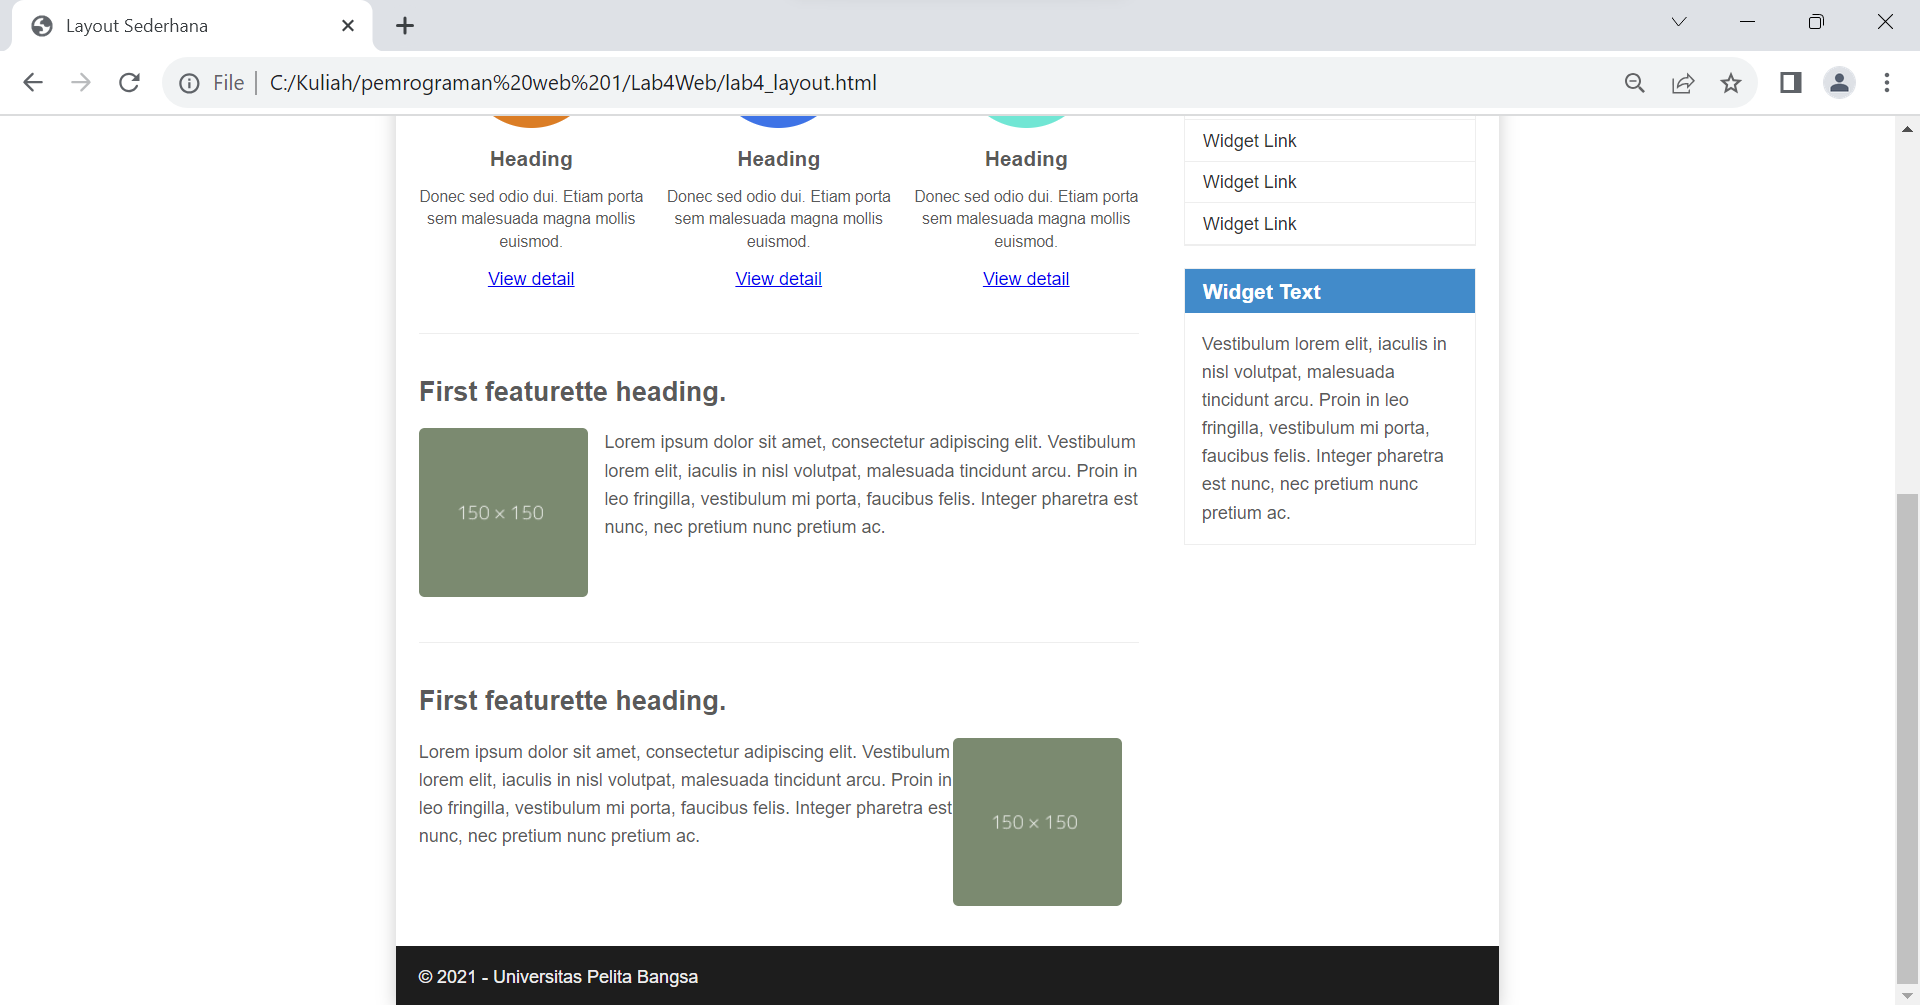 Layout Sederhana
File
C:/Kuliah/pemrograman%20web%201/Lab4Web/lab4_layout.html
Heading
Donec sed odio dui. Etiam porta
sem malesuada magna mollis
euismod.
View detail
Heading
Donec sed odio dui. Etiam porta
sem malesuada magna mollis
euismod.
View detail
Heading
Donec sed odio dui. Etiam porta
sem malesuada magna mollis
euismod.
View detail
First featurette heading.
150 × 150
Lorem ipsum dolor sit amet, consectetur adipiscing elit. Vestibulum
lorem elit, iaculis in nisl volutpat, malesuada tincidunt arcu. Proin in
leo fringilla, vestibulum mi porta, faucibus felis. Integer pharetra est
nunc, nec pretium nunc pretium ac.
First featurette heading.
Lorem ipsum dolor sit amet, consectetur adipiscing elit. Vestibulum
lorem elit, iaculis in nisl volutpat, malesuada tincidunt arcu. Proin in
leo fringilla, vestibulum mi porta, faucibus felis. Integer pharetra est
nunc, nec pretium nunc pretium ac.
150 × 150
Widget Link
Widget Link
Widget Link
Widget Text
Vestibulum lorem elit, iaculis in
nisl volutpat, malesuada
tincidunt arcu. Proin in leo
fringilla, vestibulum mi porta,
faucibus felis. Integer pharetra
est nunc, nec pretium nunc
pretium ac.
© 2021 - Universitas Pelita Bangsa